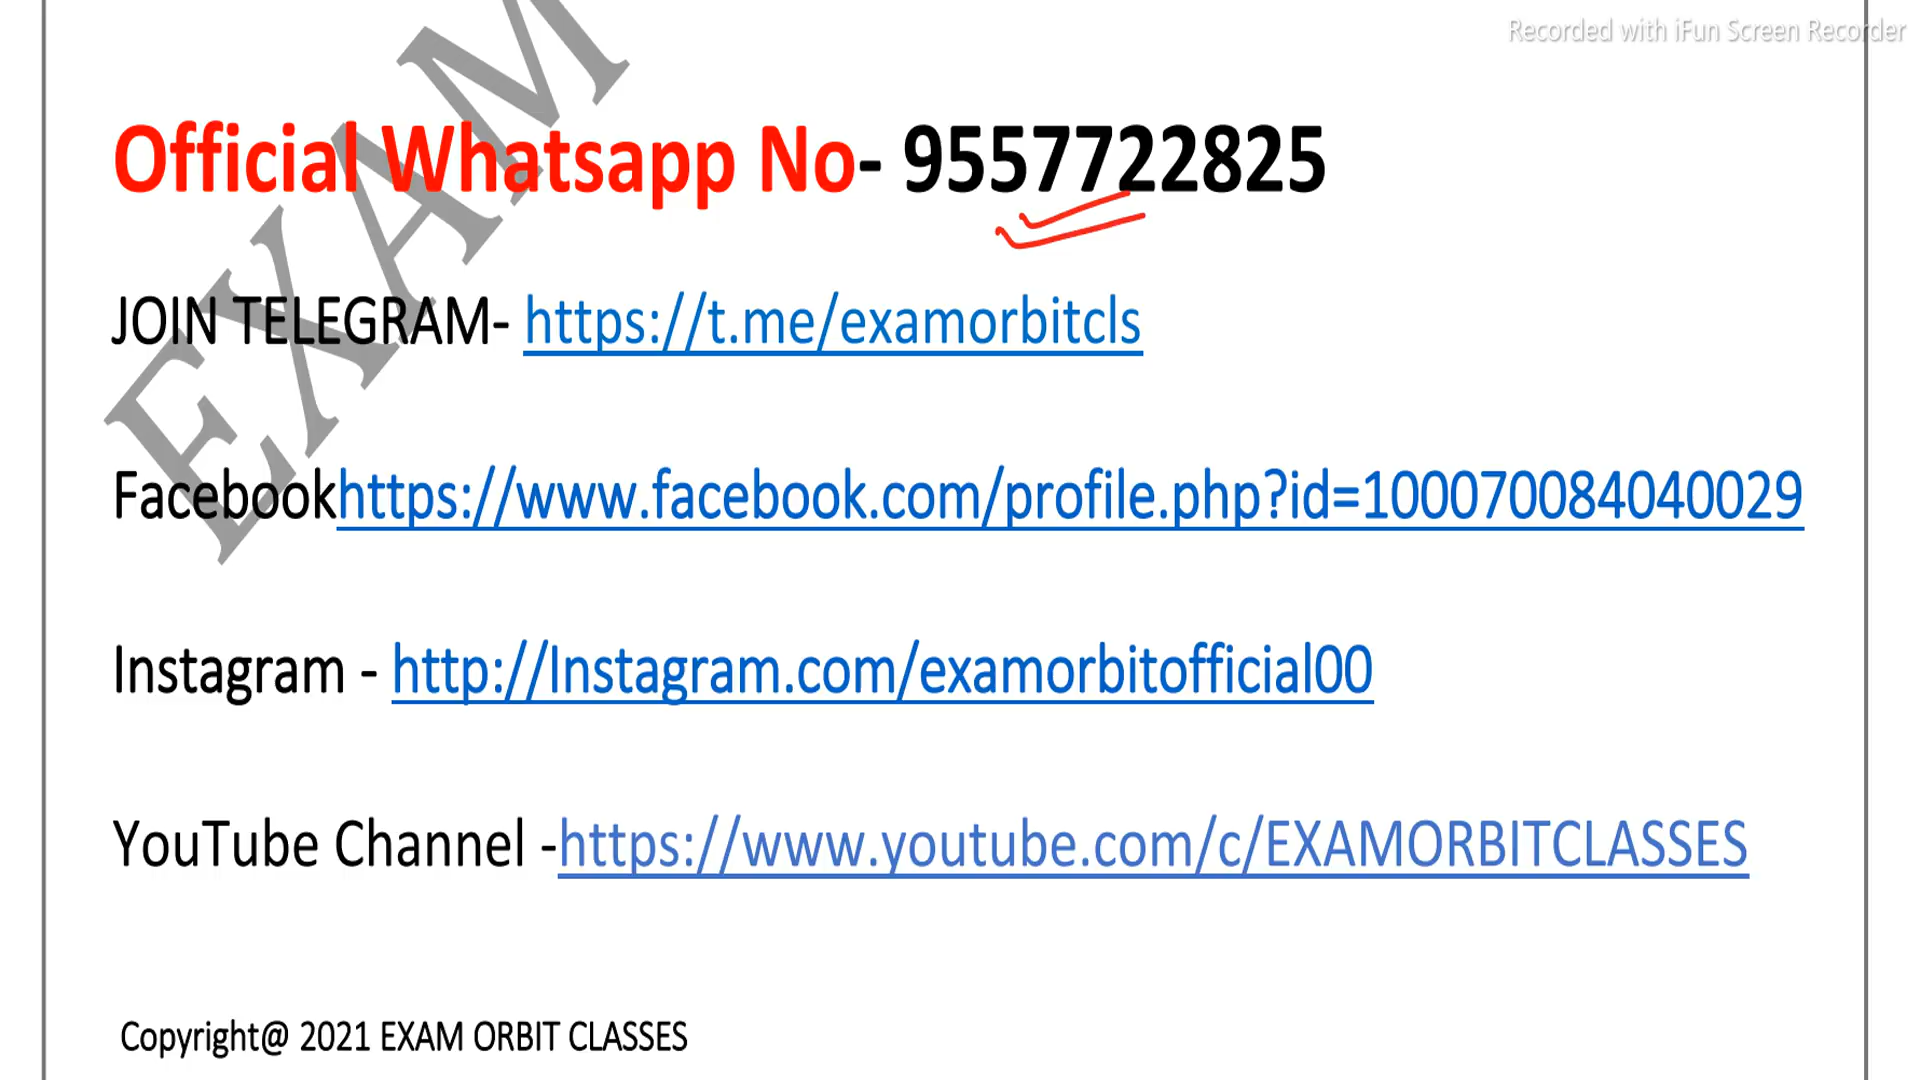 Recorded with iFun Screen Recorder
EXAM
Official Whatsapp No- 9557722825
JOIN TELEGRAM- https://t.me/examorbitcls
Facebookhttps://www.facebook.com/profile.php?id=100070084040029
Instagram - http://Instagram.com/examorbitofficial00
YouTube Channel -https://www.youtube.com/c/EXAMORBITCLASSES
Copyright@ 2021 EXAM ORBIT CLASSES